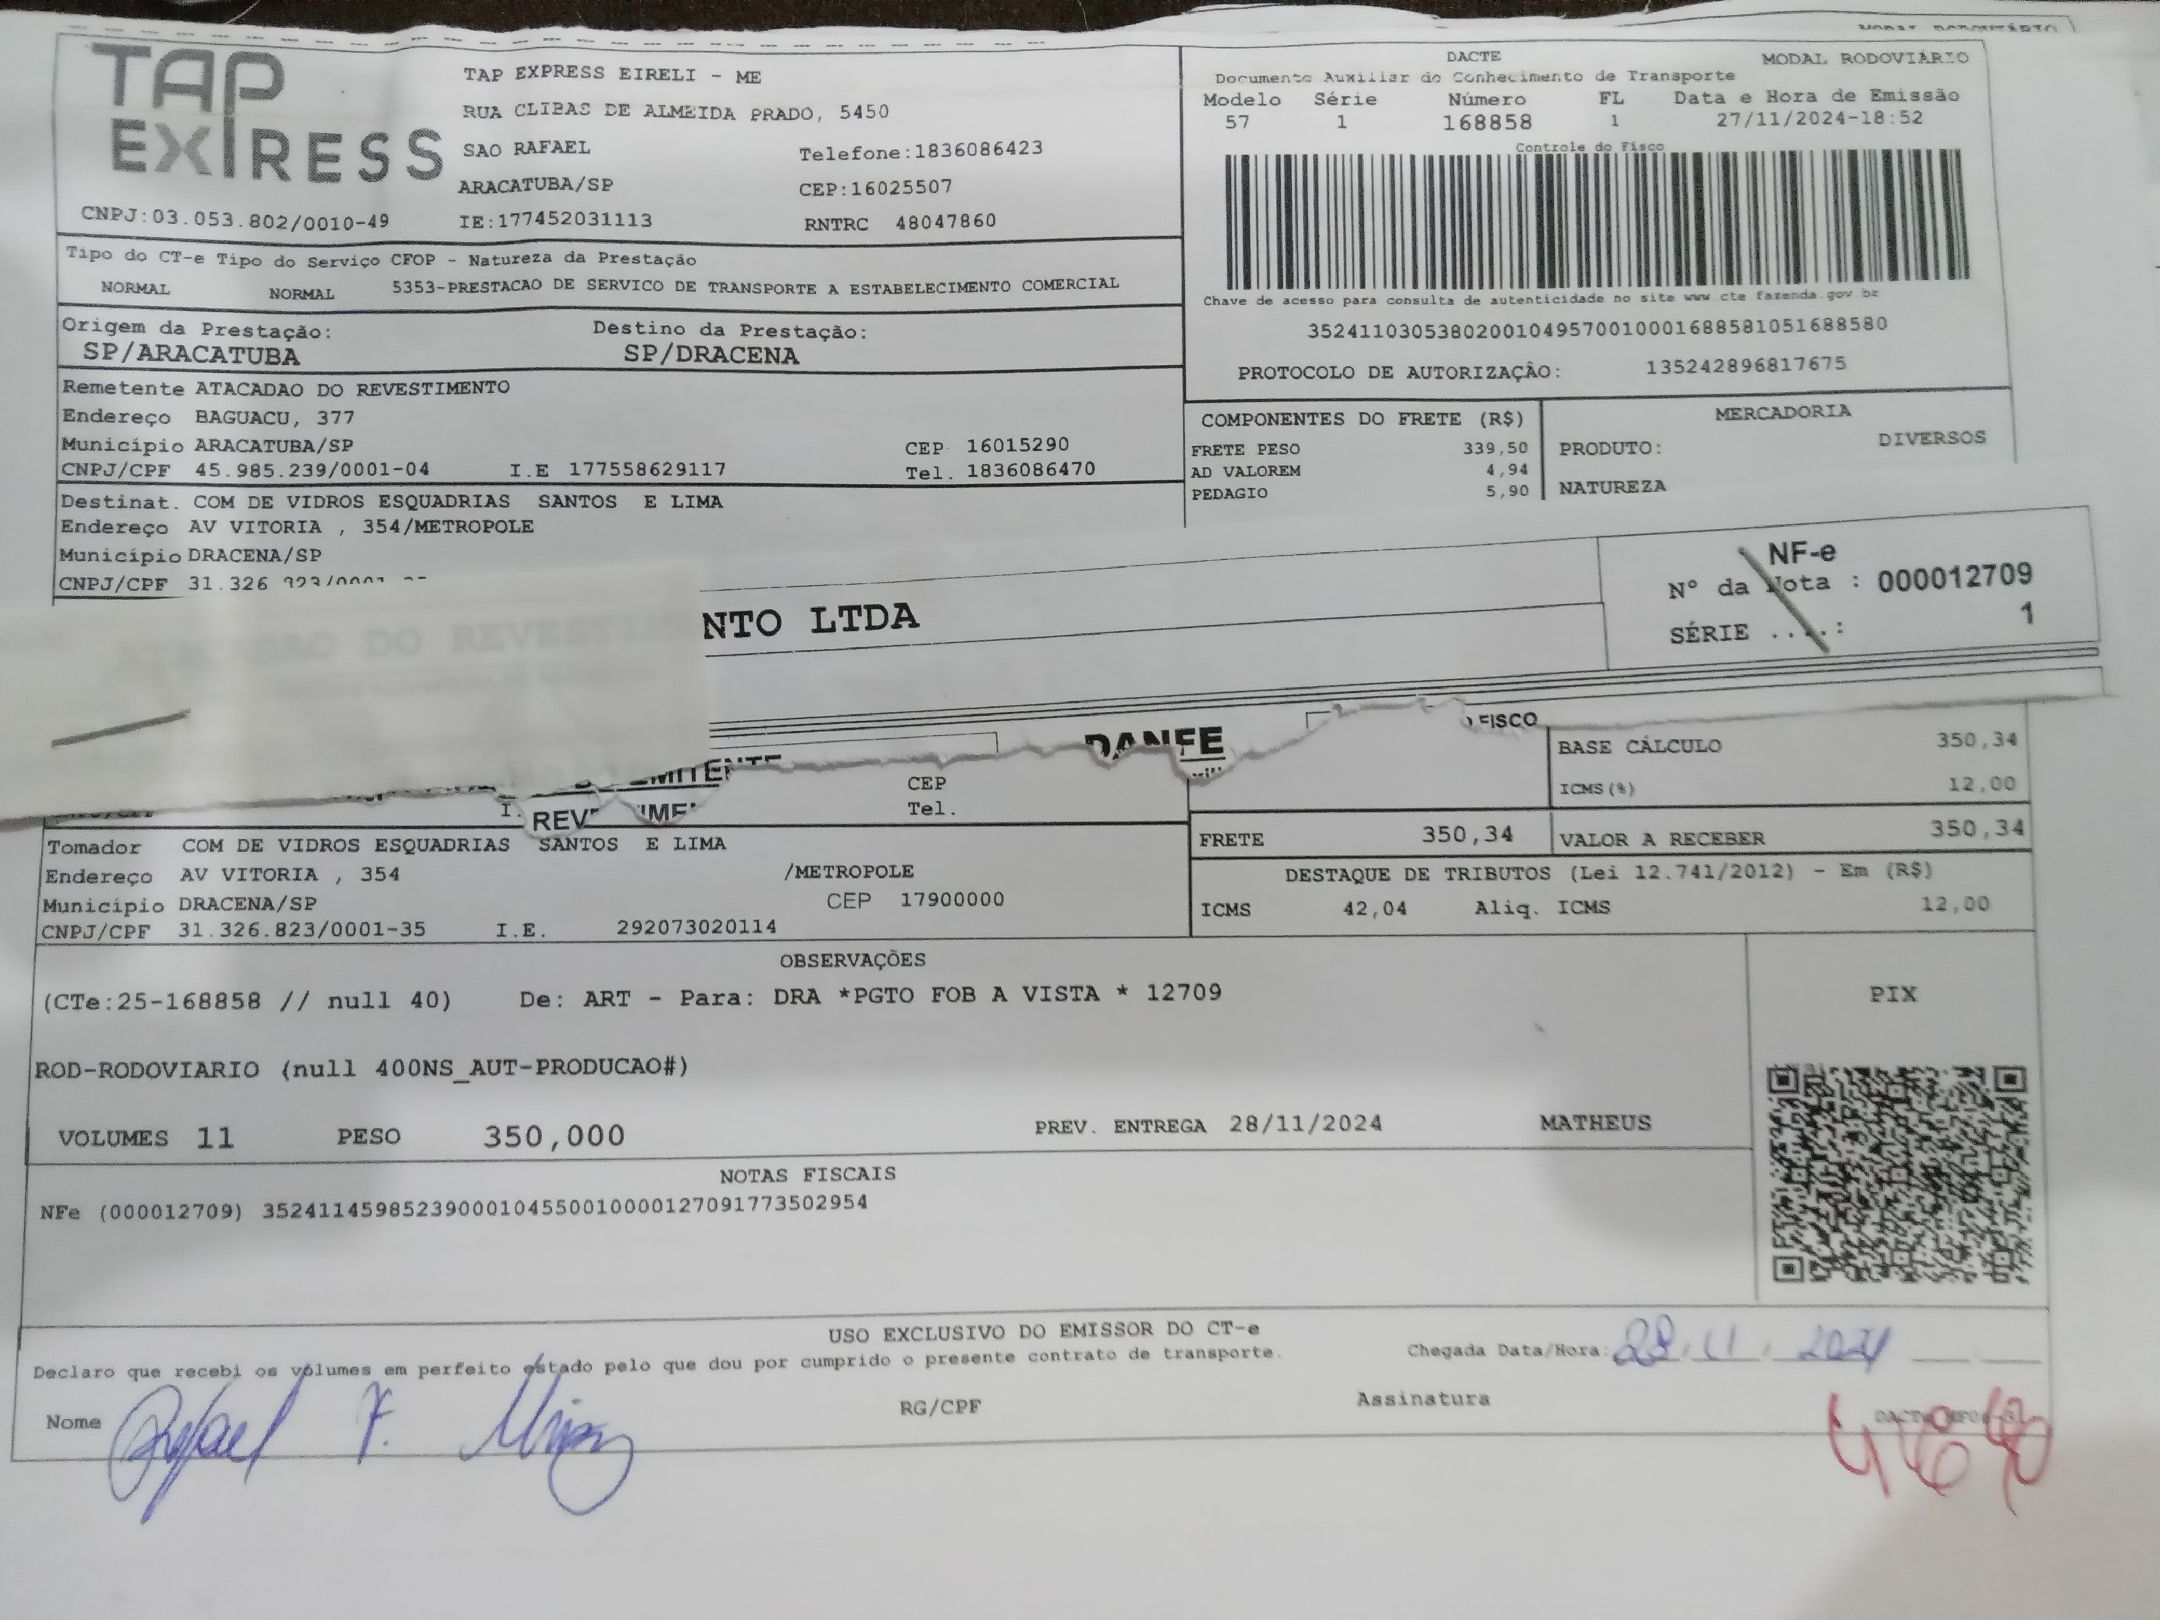 TAP
EXPRESS
TAP EXPRESS EIRELI - ME
RUA CLIBAS DE ALMEIDA PRADO, 5450
SAO RAFAEL Telefone:1836086423
ARACATUBA/SP CEP:16025507
CNPJ:03.053.802/0010-49 IE:177452031113 RNTRC 48047860
DACTE MODAL RODOVIÁRIO
Documento Auxiliar do Conhecimento de Transporte
Modelo Série Número FL Data e Hora de Emissão
57 1 168858 1 27/11/2024-18:52
Controle do Fisco
Chave de acesso para consulta de autenticidade no site www.cte.fazenda.gov.br
35241103053802001049570010001688581051688580
PROTOCOLO DE AUTORIZAÇÃO: 135242896817675
Tipo do CT-e Tipo do Serviço CFOP - Natureza da Prestação
NORMAL NORMAL 5353-PRESTACAO DE SERVICO DE TRANSPORTE A ESTABELECIMENTO COMERCIAL
Origem da Prestação: Destino da Prestação:
SP/ARACATUBA SP/DRACENA
Remetente ATACADAO DO REVESTIMENTO
Endereço BAGUACU, 377
Município ARACATUBA/SP CEP 16015290
CNPJ/CPF 45.985.239/0001-04 I.E 177558629117 Tel. 1836086470
Destinat. COM DE VIDROS ESQUADRIAS SANTOS E LIMA
Endereço AV VITORIA , 354/METROPOLE
Município DRACENA/SP
CNPJ/CPF 31.326
COMPONENTES DO FRETE (R$)
FRETE PESO 339,50
AD VALOREM 4,94
PEDAGIO 5,90
MERCADORIA
PRODUTO: DIVERSOS
NATUREZA
NTO LTDA
NF-e
Nº da Nota : 000012709
SÉRIE ....: 1
ATACADAO DO REVESTIM
DANFE
FISCO
CEP
Tel.
REV
BASE CÁLCULO 350,34
ICMS(%) 12,00
FRETE 350,34 VALOR A RECEBER 350,34
DESTAQUE DE TRIBUTOS (Lei 12.741/2012) - Em (R$)
ICMS 42,04 Aliq. ICMS 12,00
Tomador COM DE VIDROS ESQUADRIAS SANTOS E LIMA
Endereço AV VITORIA , 354 /METROPOLE
Município DRACENA/SP CEP 17900000
CNPJ/CPF 31.326.823/0001-35 I.E. 292073020114
OBSERVAÇÕES
(CTe:25-168858 // null 40) De: ART - Para: DRA *PGTO FOB A VISTA * 12709
PIX
ROD-RODOVIARIO (null 400NS_AUT-PRODUCAO#)
VOLUMES 11 PESO 350,000 PREV. ENTREGA 28/11/2024 MATHEUS
NOTAS FISCAIS
NFe (000012709) 35241145985239000104550010000127091773502954
USO EXCLUSIVO DO EMISSOR DO CT-e
Declaro que recebi os volumes em perfeito estado pelo que dou por cumprido o presente contrato de transporte.
Chegada Data/Hora: 28.11.2024
Nome Rafael F. RG/CPF Assinatura